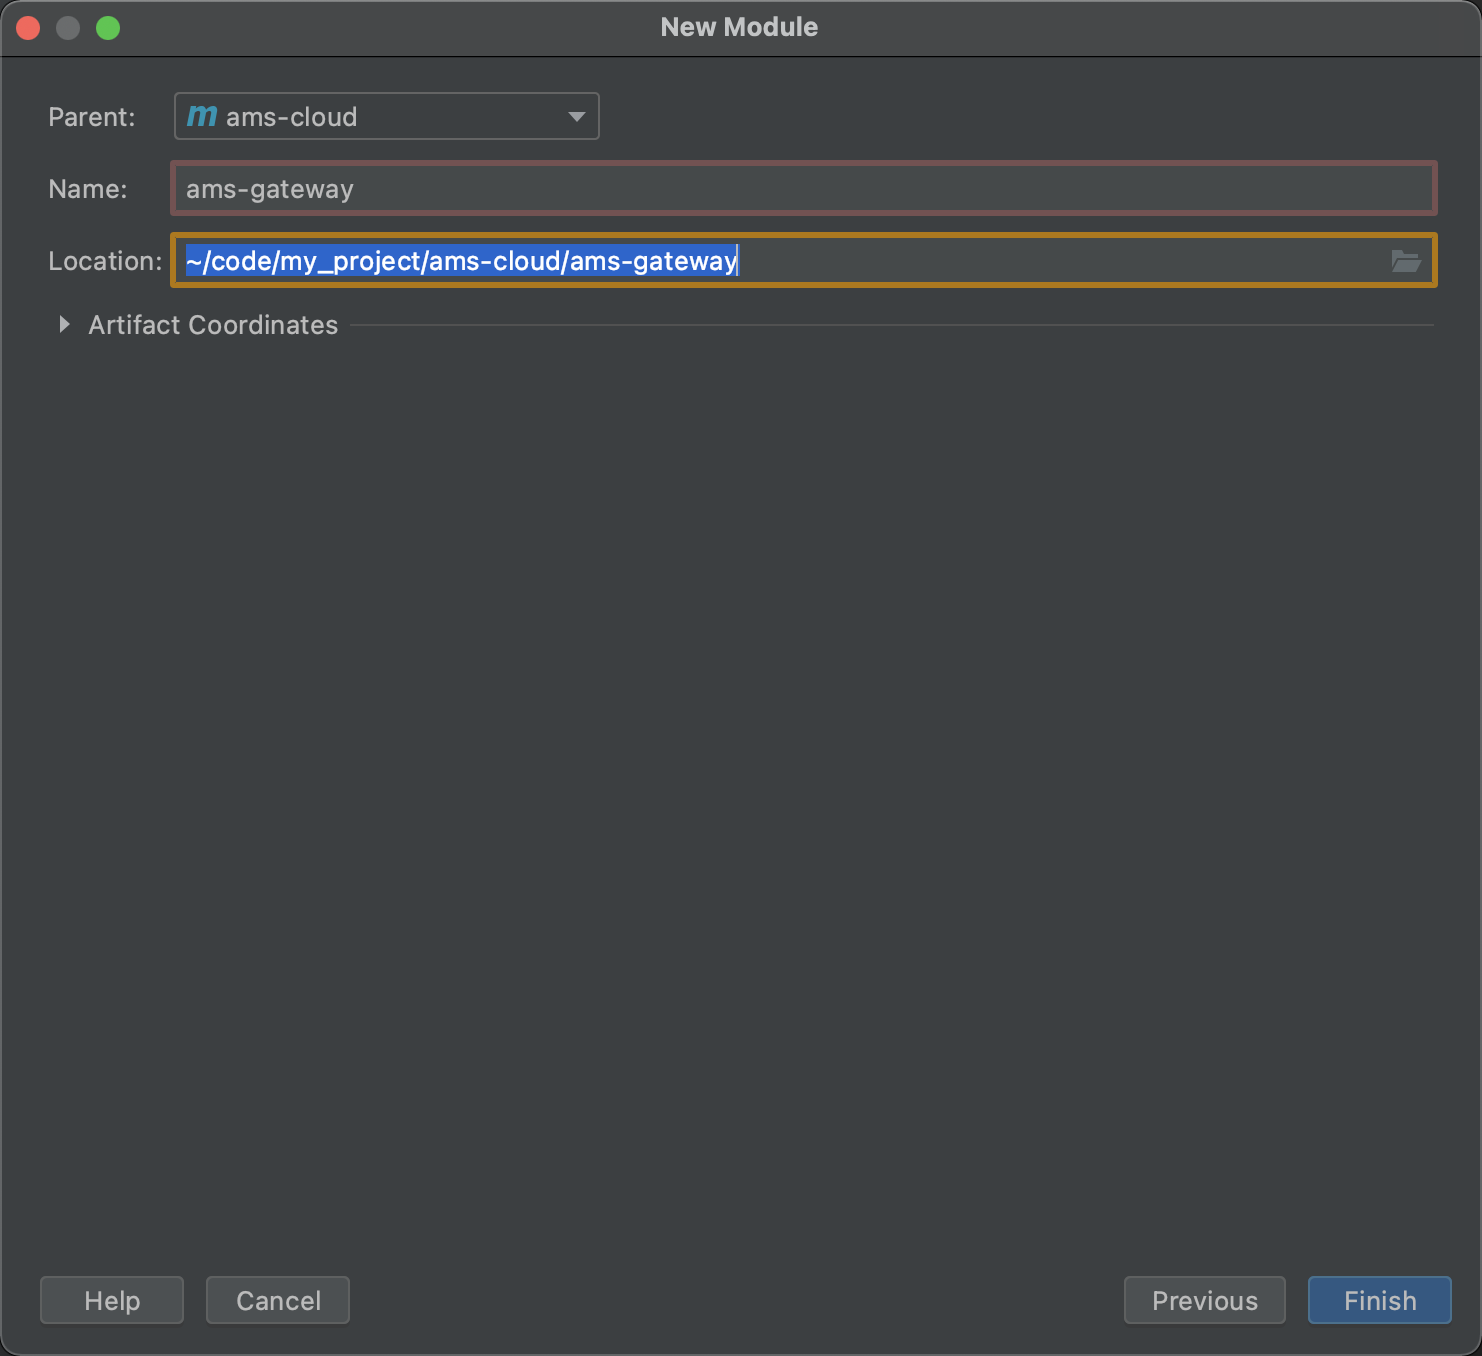 New Module
Parent: m ams-cloud
Name: ams-gateway
Location: ~/code/my_project/ams-cloud/ams-gateway
Artifact Coordinates
Help Cancel Previous Finish